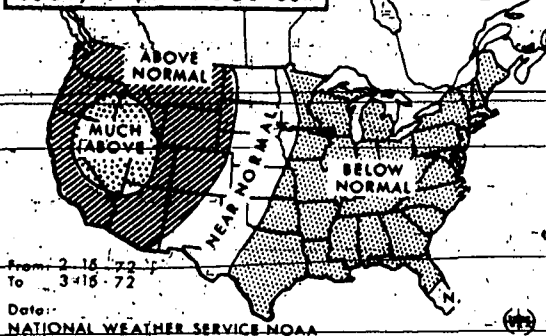 ABOVE
NORMAL
MUCH
ABOVE
NEAR NORMAL
BELOW
NORMAL
N.
From: 2-15-72
To 3-15-72
Data:
NATIONAL WEATHER SERVICE NOAA